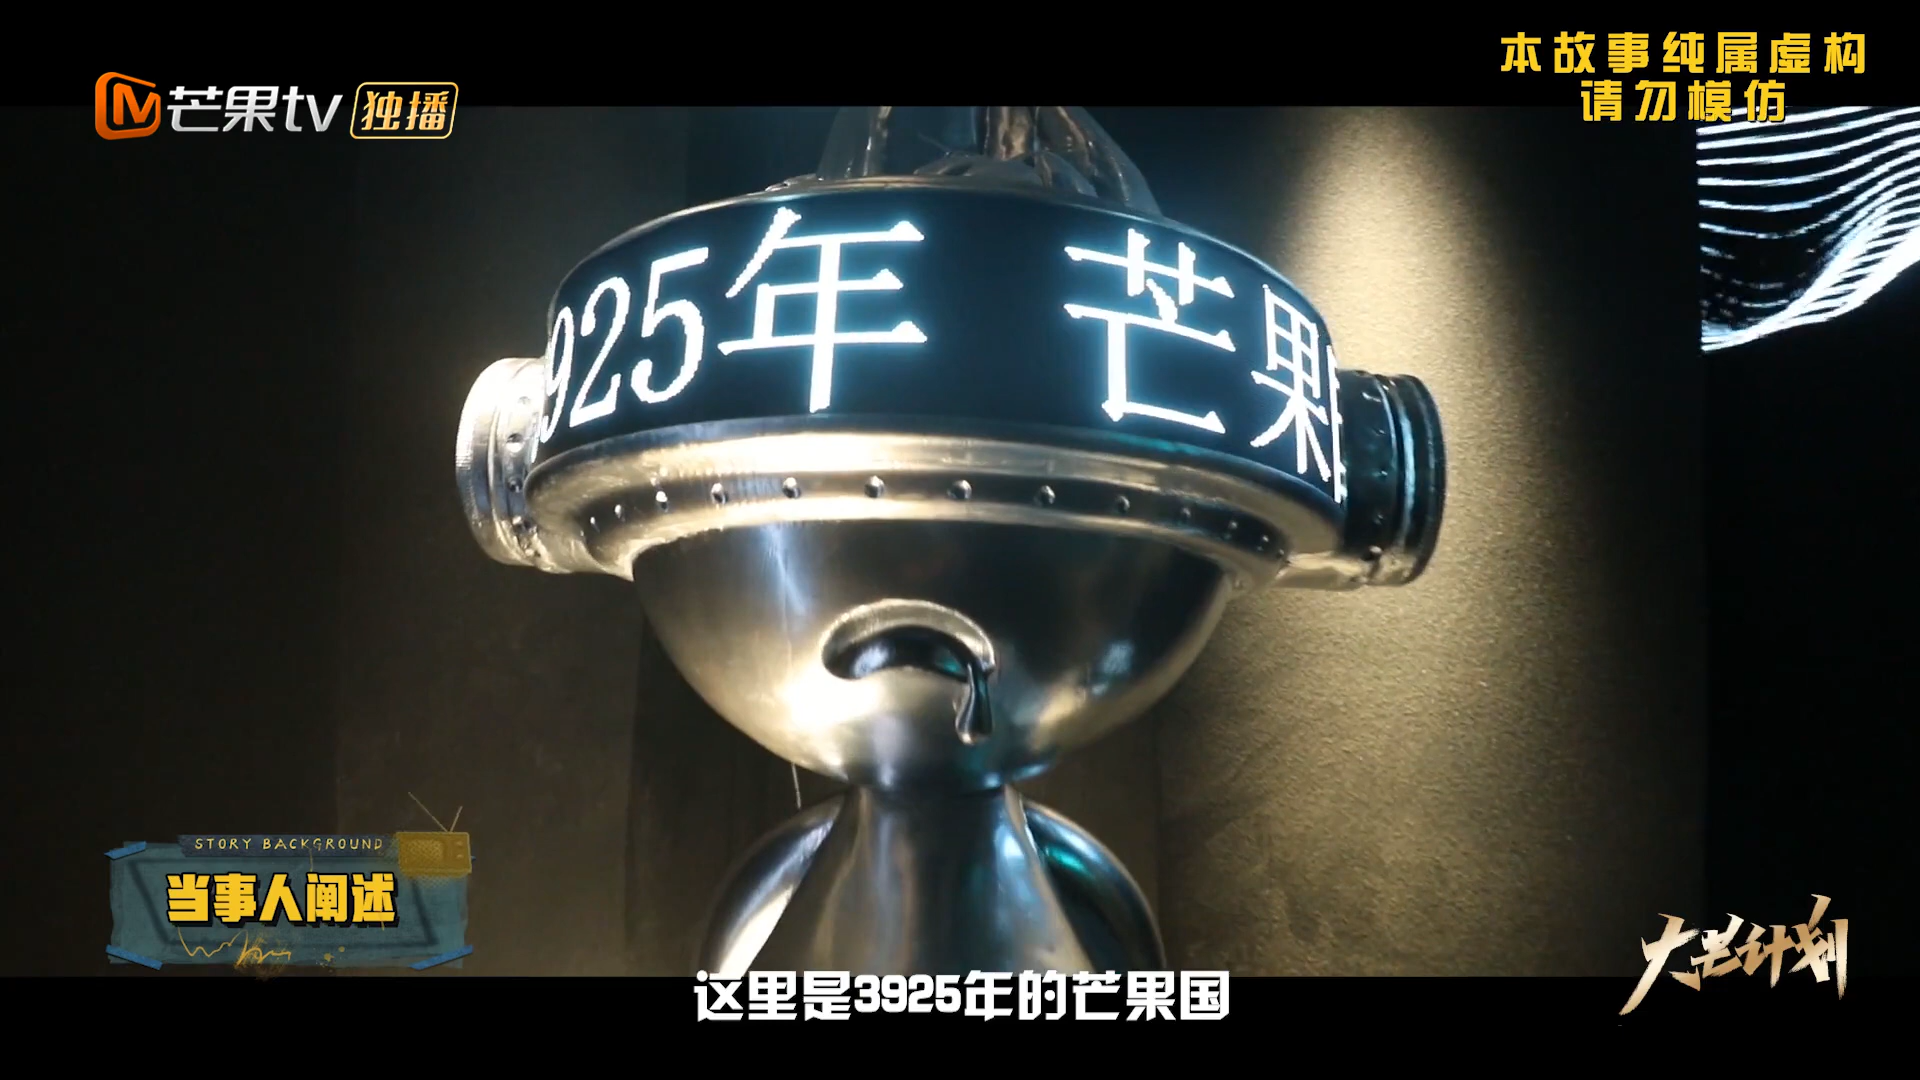 本故事纯属虚构
请勿模仿
芒果tv 独播
925年 芒果
STORY BACKGROUND
当事人阐述
大芒计划
这里是3925年的芒果国